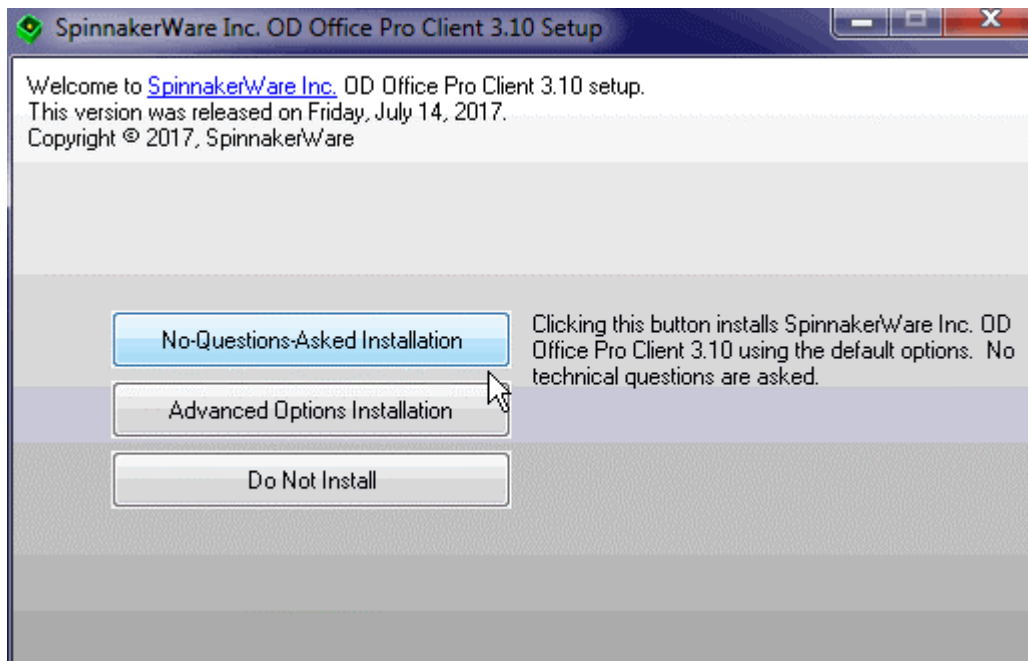 SpinnakerWare Inc. OD Office Pro Client 3.10 Setup
Welcome to SpinnakerWare Inc. OD Office Pro Client 3.10 setup.
This version was released on Friday, July 14, 2017.
Copyright © 2017, SpinnakerWare
No-Questions-Asked Installation
Clicking this button installs SpinnakerWare Inc. OD
Office Pro Client 3.10 using the default options. No
technical questions are asked.
Advanced Options Installation
Do Not Install